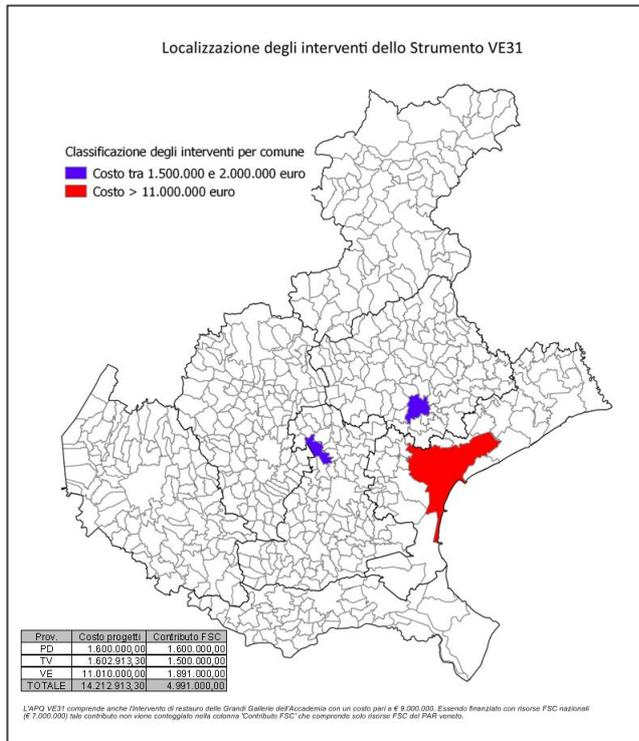 Localizzazione degli interventi dello Strumento VE31
Classificazione degli interventi per comune
Costo tra 1.500.000 e 2.000.000 euro
Costo > 11.000.000 euro
Prov. Costo progetti Contributo FSC
PD 1.600.000,00 1.600.000,00
TV 1.602.913,30 1.500.000,00
VE 11.010.000,00 1.891.000,00
TOTALE 14.212.913,30 4.991.000,00
L'APQ VE31 comprende anche l'intervento di restauro delle Grandi Gallerie dell'Accademia con un costo pari a € 9.000.000. Essendo finanziato con risorse FSC nazionali
(€ 7.000.000) tale contributo non viene conteggiato nella colonna 'Contributo FSC' che comprende solo risorse FSC del PAR veneto.